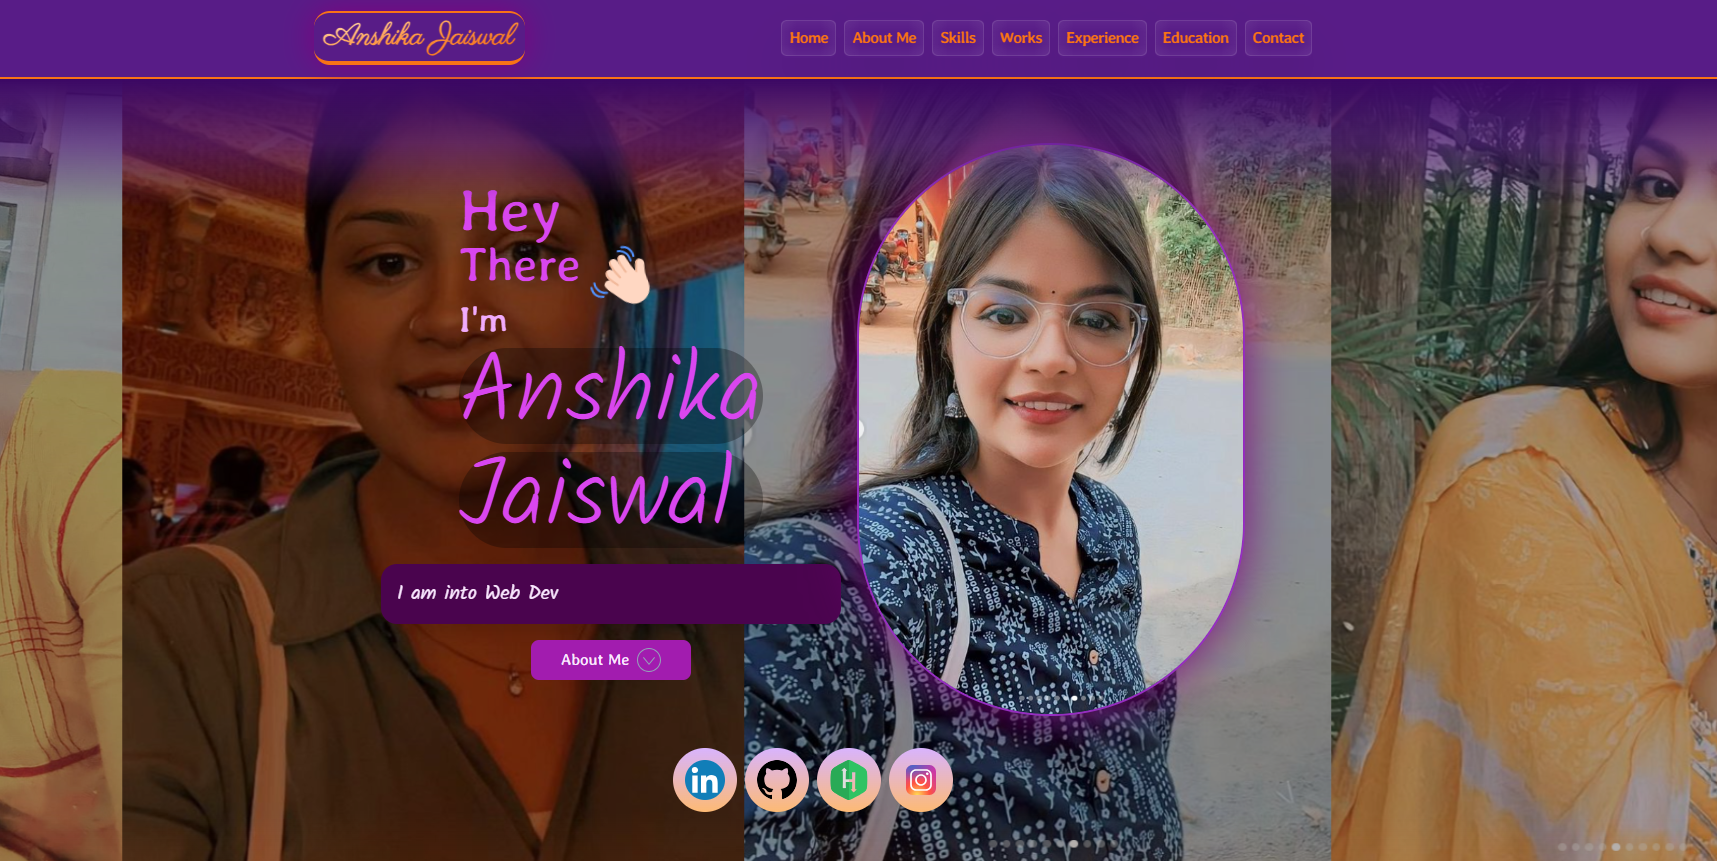 Anshika Jaiswal
Home
About Me
Skills
Works
Experience
Education
Contact
Hey
There
I'm
Anshika
Jaiswal
I am into Web Dev
About Me
in
H